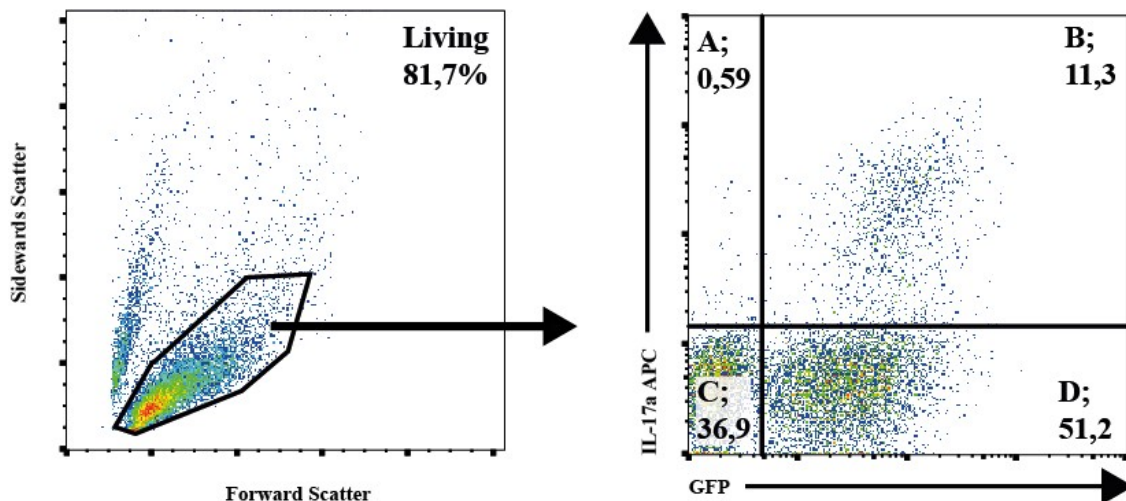 Living
81,7%
Sidewards Scatter
Forward Scatter
A;
0,59
B;
11,3
C;
36,9
D;
51,2
IL-17a APC
GFP